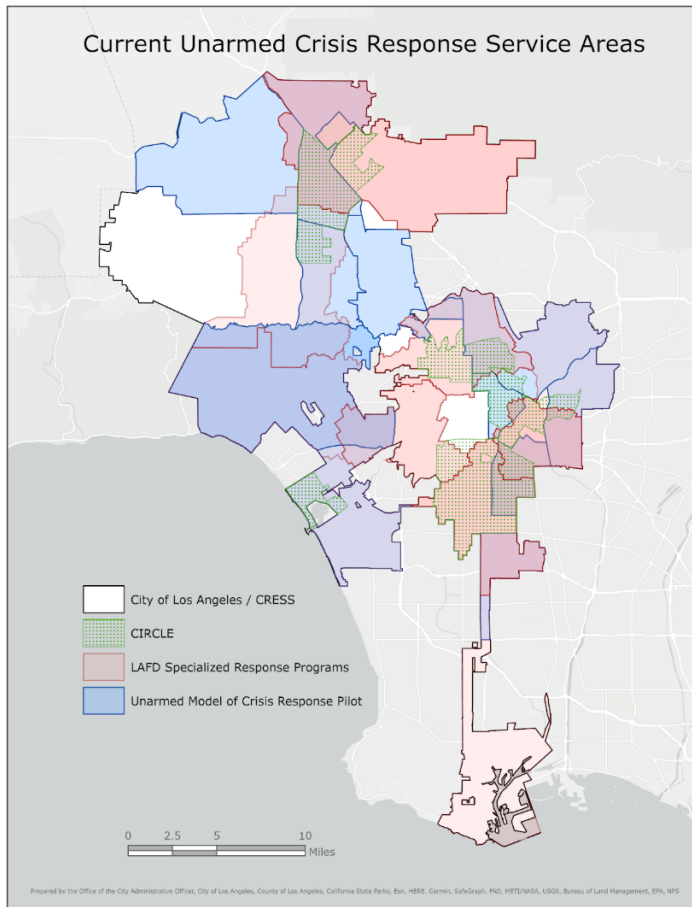 Current Unarmed Crisis Response Service Areas
City of Los Angeles / CRESS
CIRCLE
LAFD Specialized Response Programs
Unarmed Model of Crisis Response Pilot
0 2.5 5 10
Miles
Prepared by the Office of the City Administrative Officer, City of Los Angeles, County of Los Angeles, California State Parks, Esri, HERE, Garmin, SafeGraph, FAO, METI/NASA, USGS, Bureau of Land Management, EPA, NPS